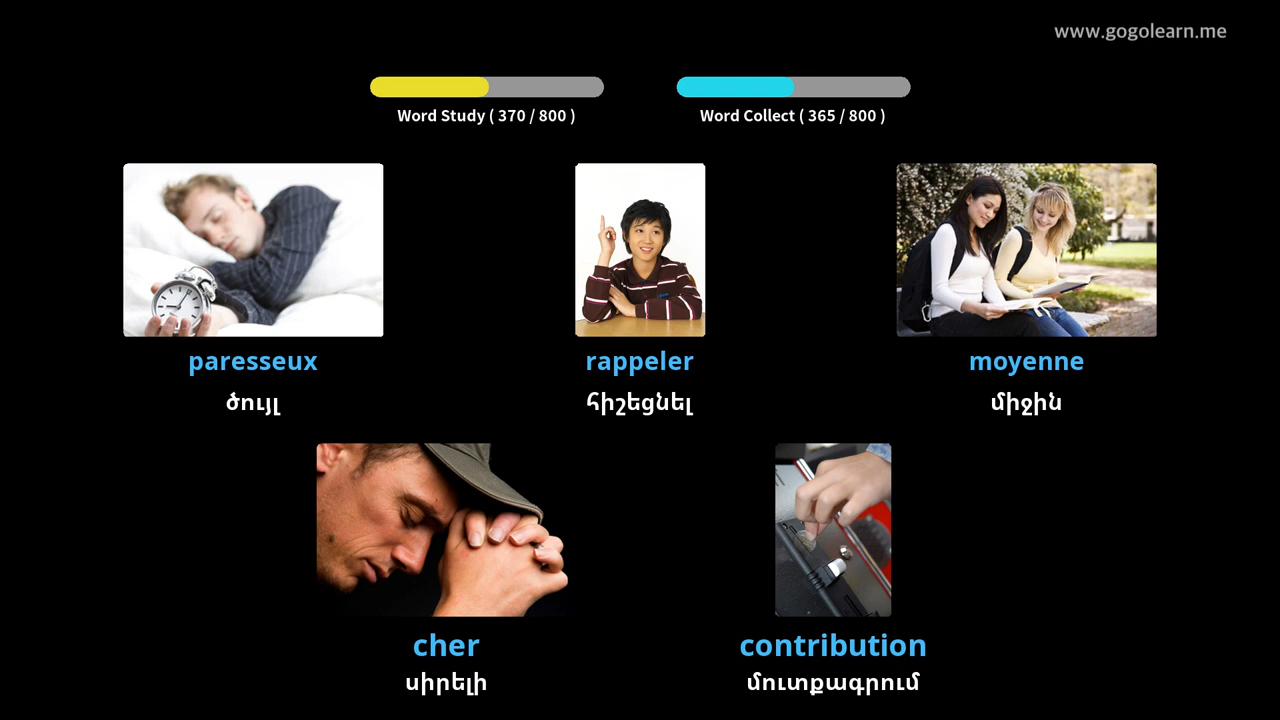 www.gogolearn.me
Word Study ( 370 / 800 )
Word Collect ( 365 / 800 )
paresseux
rappeler
moyenne
ծույլ
հիշեցնել
միջին
cher
contribution
սիրելի
մուտքագրում